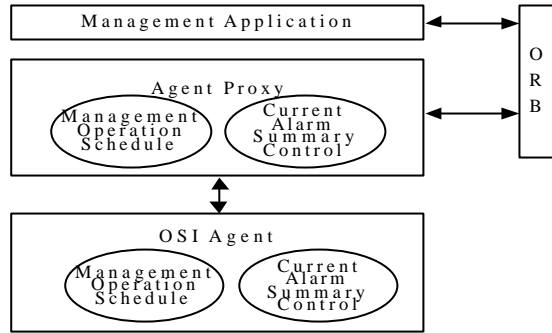 Management Application
O
R
B
Agent Proxy
Management
Operation
Schedule
Current
Alarm
Summary
Control
OSI Agent
Management
Operation
Schedule
Current
Alarm
Summary
Control